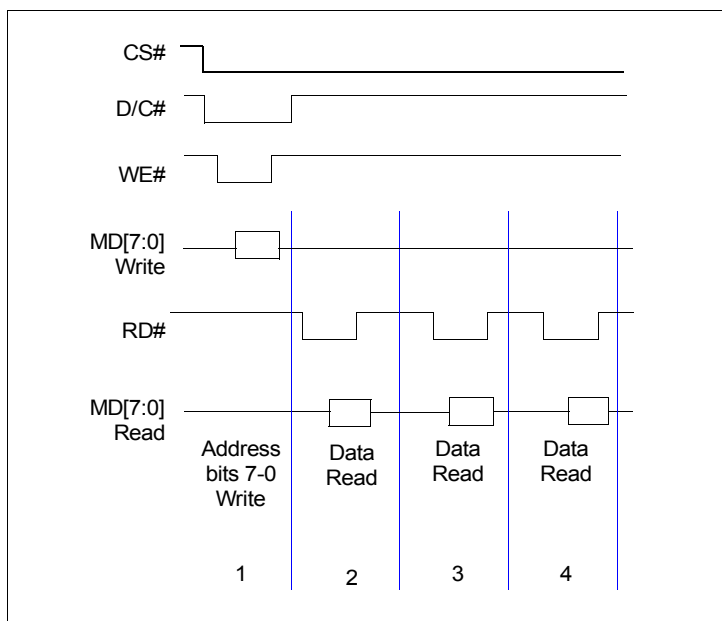 CS#
D/C#
WE#
MD[7:0]
Write
RD#
MD[7:0]
Read
Address
bits 7-0
Write
Data
Read
Data
Read
Data
Read
1
2
3
4